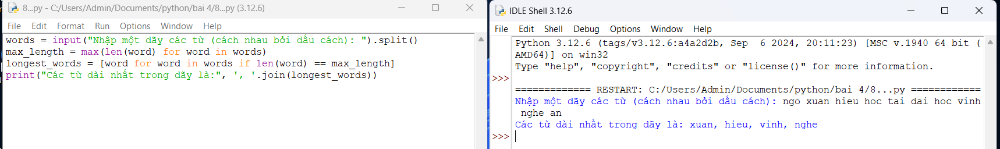 8...py - C:/Users/Admin/Documents/python/bai 4/8...py (3.12.6)
File Edit Format Run Options Window Help
words = input("Nhập một dãy các từ (cách nhau bởi dấu cách): ").split()
max_length = max(len(word) for word in words)
longest_words = [word for word in words if len(word) == max_length]
print("Các từ dài nhất trong dãy là:", ', '.join(longest_words))
IDLE Shell 3.12.6
File Edit Shell Debug Options Window Help
Python 3.12.6 (tags/v3.12.6:a4a2d2b, Sep  6 2024, 20:11:23) [MSC v.1940 64 bit (
AMD64)] on win32
Type "help", "copyright", "credits" or "license()" for more information.
>>>
============= RESTART: C:/Users/Admin/Documents/python/bai 4/8...py ============
Nhập một dãy các từ (cách nhau bởi dấu cách): ngo xuan hieu hoc tai dai hoc vinh
nghe an
Các từ dài nhất trong dãy là: xuan, hieu, vinh, nghe
>>>